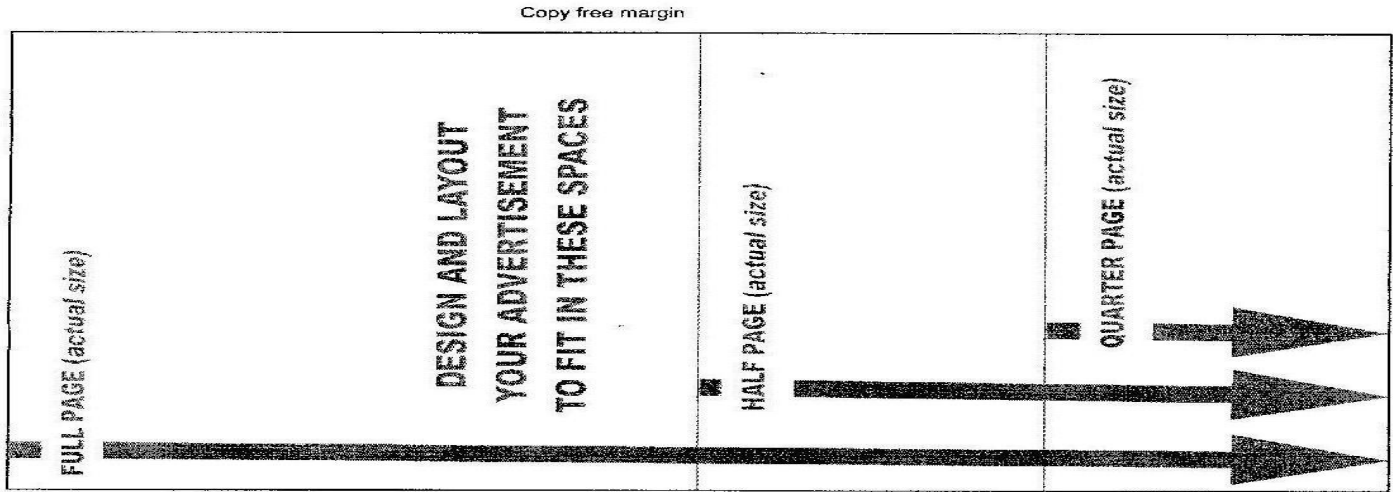 Copy free margin
FULL PAGE (actual size)
DESIGN AND LAYOUT
YOUR ADVERTISEMENT
TO FIT IN THESE SPACES
HALF PAGE (actual size)
QUARTER PAGE (actual size)